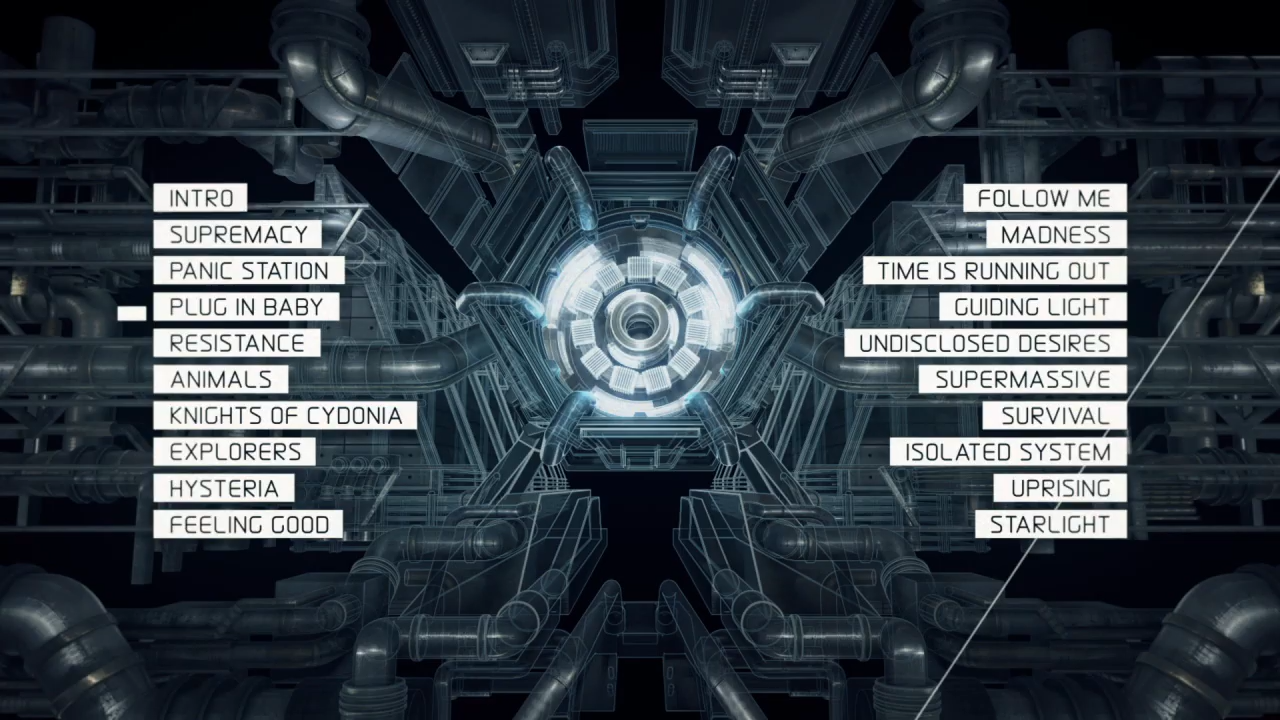 INTRO
SUPREMACY
PANIC STATION
PLUG IN BABY
RESISTANCE
ANIMALS
KNIGHTS OF CYDONIA
EXPLORERS
HYSTERIA
FEELING GOOD
FOLLOW ME
MADNESS
TIME IS RUNNING OUT
GUIDING LIGHT
UNDISCLOSED DESIRES
SUPERMASSIVE
SURVIVAL
ISOLATED SYSTEM
UPRISING
STARLIGHT